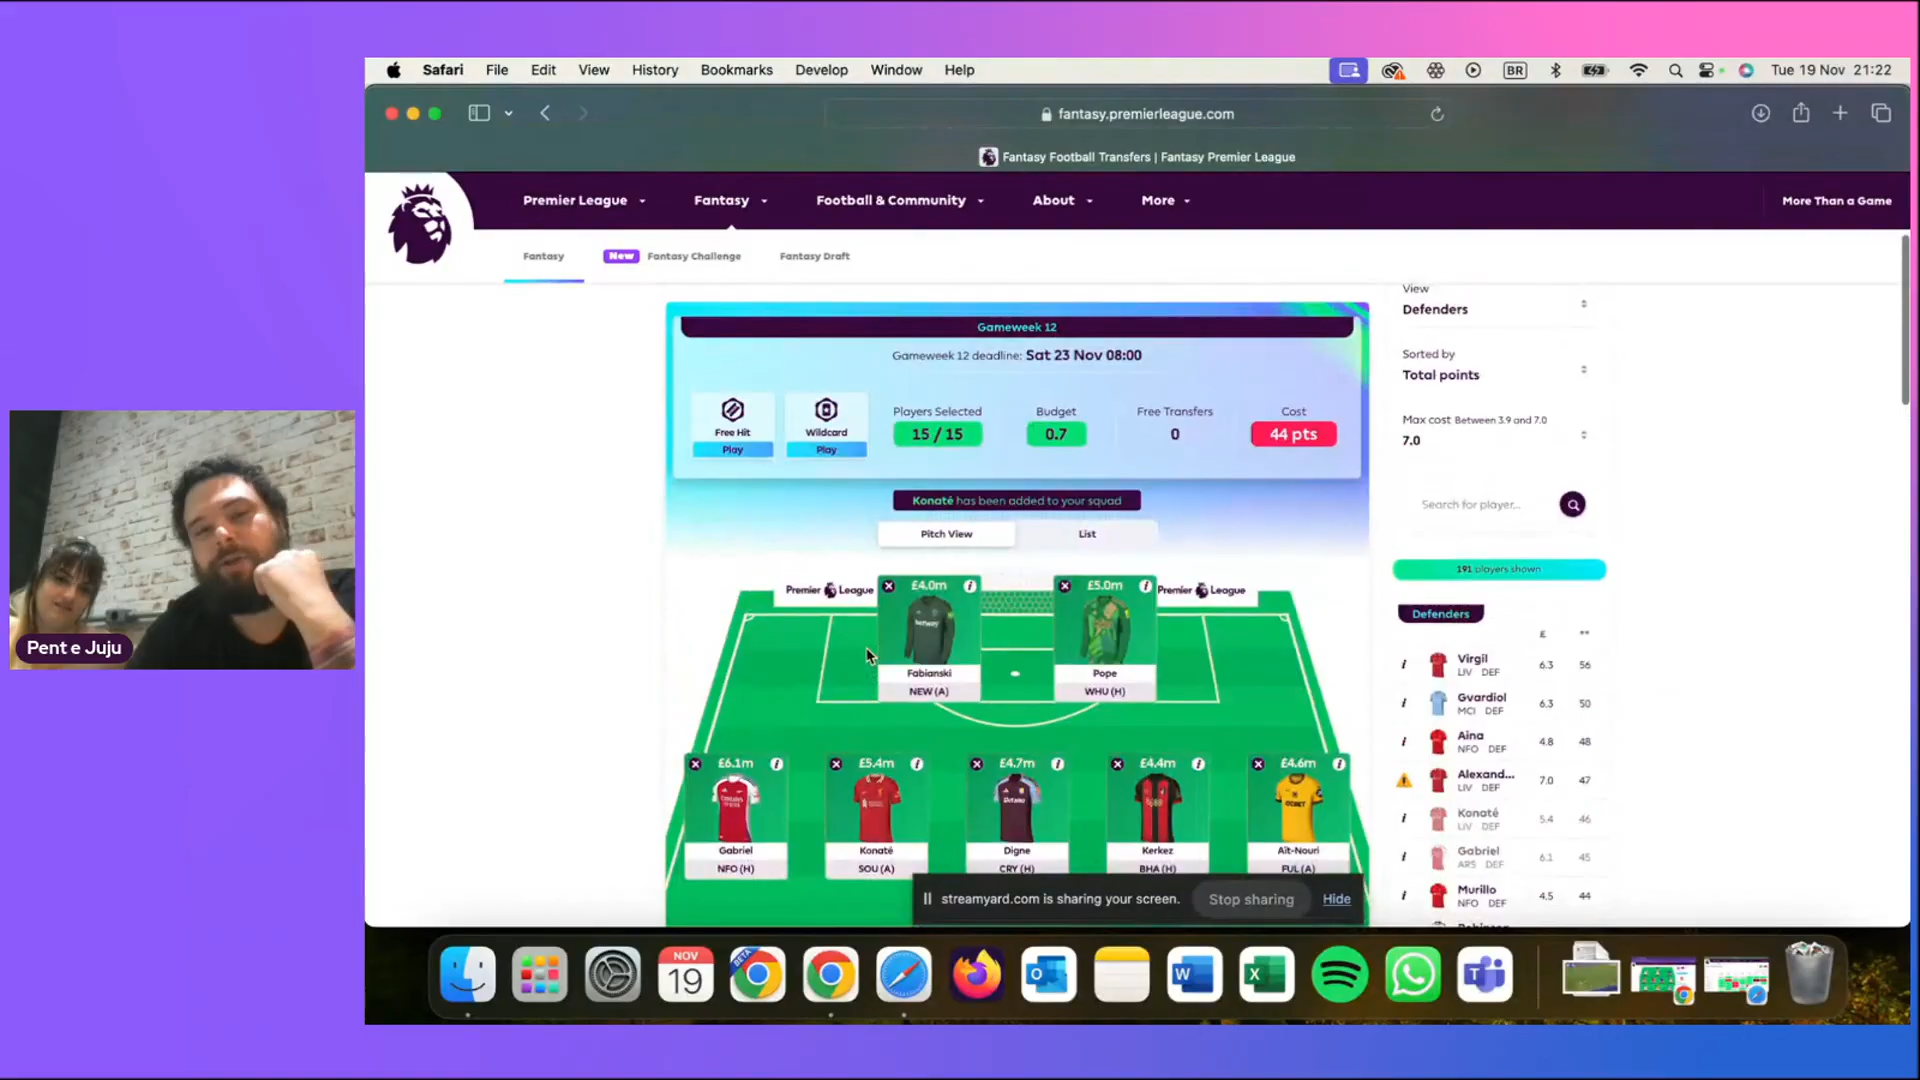 Safari File Edit View History Bookmarks Develop Window Help BR Tue 19 Nov 21:22
fantasy.premierleague.com
Fantasy Football Transfers | Fantasy Premier League
Premier League Fantasy Football & Community About More More Than a Game
Fantasy New Fantasy Challenge Fantasy Draft
Gameweek 12
Gameweek 12 deadline: Sat 23 Nov 08:00
Free Hit
Play
Wildcard
Play
Players Selected
15 / 15
Budget
0.7
Free Transfers
0
Cost
44 pts
Konaté has been added to your squad
Pitch View List
Premier League Premier League
£4.0m
betway
Fabianski
NEW (A)
£5.0m
Pope
WHU (H)
£6.1m
Gabriel
NFO (H)
£5.4m
Konaté
SOU (A)
£4.7m
Digne
CRY (H)
£4.4m
Kerkez
BHA (H)
£4.6m
Aït-Nouri
FUL (A)
View
Defenders
Sorted by
Total points
Max cost Between 3.9 and 7.0
7.0
Search for player...
191 players shown
Defenders
£ **
Virgil 6.3 56
LIV DEF
Gvardiol 6.3 50
MCI DEF
Aina 4.8 48
NFO DEF
Alexand... 7.0 47
LIV DEF
Konaté 5.4 46
LIV DEF
Gabriel 6.1 45
ARS DEF
Murillo 4.5 44
NFO DEF
streamyard.com is sharing your screen. Stop sharing Hide
Pent e Juju
NOV
19
BETA